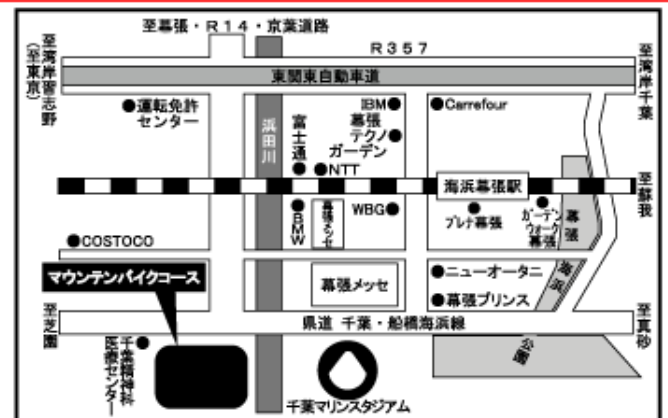 至幕張・R14・京葉道路
R357
至湾岸習志野
(至東京)
東関東自動車道
至湾岸千葉
●運転免許
センター
浜田川
富士通
IBM●
幕張
テクノ●
ガーデン
●Carrefour
●NTT
海浜幕張駅
至蘇我
BMW
幕張メッセ
WBG●
プレナ幕張
ガーデン
ウォーク
幕張
幕張
海浜
公園
●COSTOCO
マウンテンバイクコース
幕張メッセ
●ニューオータニ
●幕張プリンス
至芝園
県道 千葉・船橋海浜線
至真砂
千葉精神科
医療センター
千葉マリンスタジアム